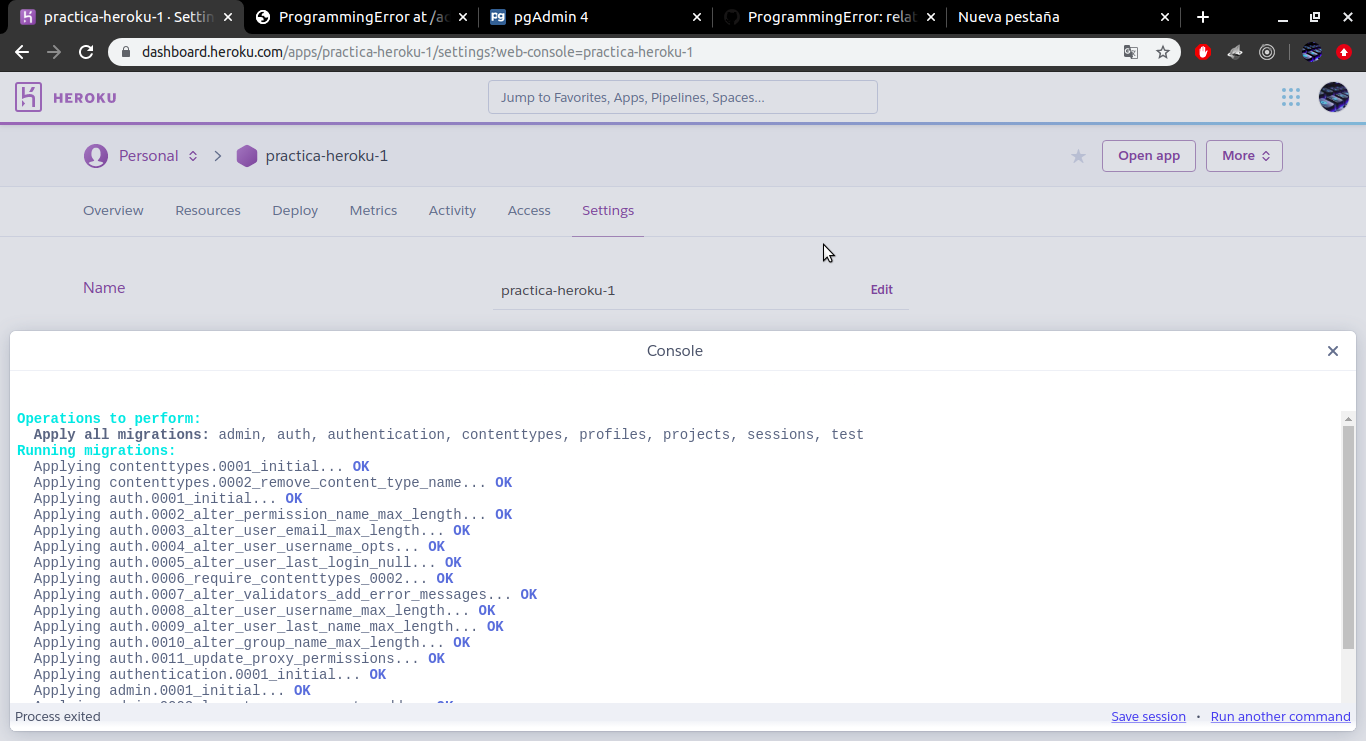 practica-heroku-1 · Settin
ProgrammingError at /ac
pgAdmin 4
ProgrammingError: relat
Nueva pestaña
dashboard.heroku.com/apps/practica-heroku-1/settings?web-console=practica-heroku-1
HEROKU
Jump to Favorites, Apps, Pipelines, Spaces...
Personal
practica-heroku-1
Open app
More
Overview
Resources
Deploy
Metrics
Activity
Access
Settings
Name
practica-heroku-1
Edit
Console
Operations to perform:
Apply all migrations: admin, auth, authentication, contenttypes, profiles, projects, sessions, test
Running migrations:
Applying contenttypes.0001_initial... OK
Applying contenttypes.0002_remove_content_type_name... OK
Applying auth.0001_initial... OK
Applying auth.0002_alter_permission_name_max_length... OK
Applying auth.0003_alter_user_email_max_length... OK
Applying auth.0004_alter_user_username_opts... OK
Applying auth.0005_alter_user_last_login_null... OK
Applying auth.0006_require_contenttypes_0002... OK
Applying auth.0007_alter_validators_add_error_messages... OK
Applying auth.0008_alter_user_username_max_length... OK
Applying auth.0009_alter_user_last_name_max_length... OK
Applying auth.0010_alter_group_name_max_length... OK
Applying auth.0011_update_proxy_permissions... OK
Applying authentication.0001_initial... OK
Applying admin.0001_initial... OK
Process exited
Save session · Run another command